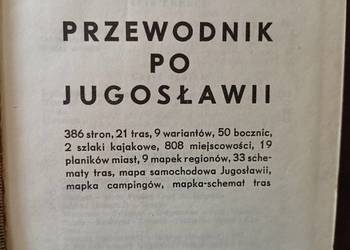 PRZEWODNIK
PO
JUGOSŁAWII
386 stron, 21 tras, 9 wariantów, 50 bocznic,
2 szlaki kajakowe, 808 miejscowości, 19
planików miast, 9 mapek regionów, 33 sche-
maty tras, mapa samochodowa Jugosławii,
mapka campingów, mapka-schemat tras